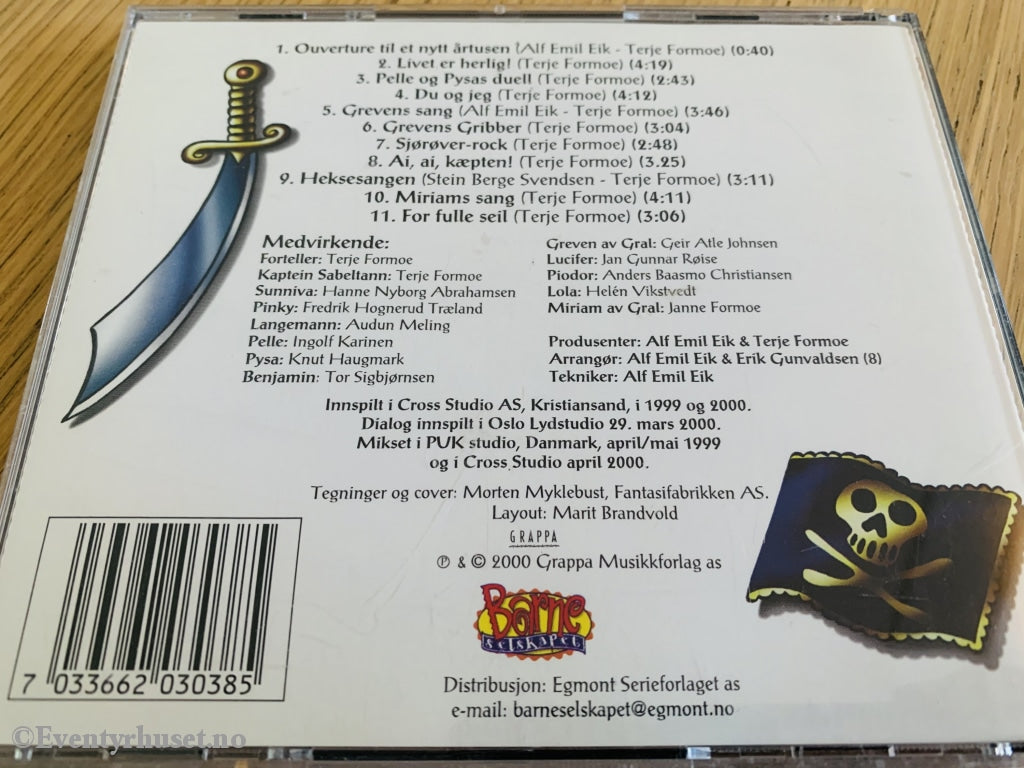 1. Ouverture til et nytt årtusen (Alf Emil Eik - Terje Formoe) (0:40)
2. Livet er herlig! (Terje Formoe) (4:19)
3. Pelle og Pysas duell (Terje Formoe) (2:43)
4. Du og jeg (Terje Formoe) (4:12)
5. Grevens sang (Alf Emil Eik - Terje Formoe) (3:46)
6. Grevens Gribber (Terje Formoe) (3:04)
7. Sjørøver-rock (Terje Formoe) (2:48)
8. Ai, ai, kæpten! (Terje Formoe) (3.25)
9. Heksesangen (Stein Berge Svendsen - Terje Formoe) (3:11)
10. Miriams sang (Terje Formoe) (4:11)
11. For fulle seil (Terje Formoe) (3:06)
Medvirkende:
Forteller: Terje Formoe
Kaptein Sabeltann: Terje Formoe
Sunniva: Hanne Nyborg Abrahamsen
Pinky: Fredrik Hognerud Træland
Langemann: Audun Meling
Pelle: Ingolf Karinen
Pysa: Knut Haugmark
Benjamin: Tor Sigbjørnsen
Greven av Gral: Geir Atle Johnsen
Lucifer: Jan Gunnar Røise
Piodor: Anders Baasmo Christiansen
Lola: Helén Vikstvedt
Miriam av Gral: Janne Formoe
Produsenter: Alf Emil Eik & Terje Formoe
Arrangør: Alf Emil Eik & Erik Gunvaldsen (8)
Tekniker: Alf Emil Eik
Innspilt i Cross Studio AS, Kristiansand, i 1999 og 2000.
Dialog innspilt i Oslo Lydstudio 29. mars 2000.
Mikset i PUK studio, Danmark, april/mai 1999
og i Cross Studio april 2000.
Tegninger og cover: Morten Myklebust, Fantasifabrikken AS.
Layout: Marit Brandvold
GRAPPA
℗ & © 2000 Grappa Musikkforlag as
Barne
selskapet
Distribusjon: Egmont Serieforlaget as
e-mail: barneselskapet@egmont.no
7 033662 030385
©Eventyrhuset.no